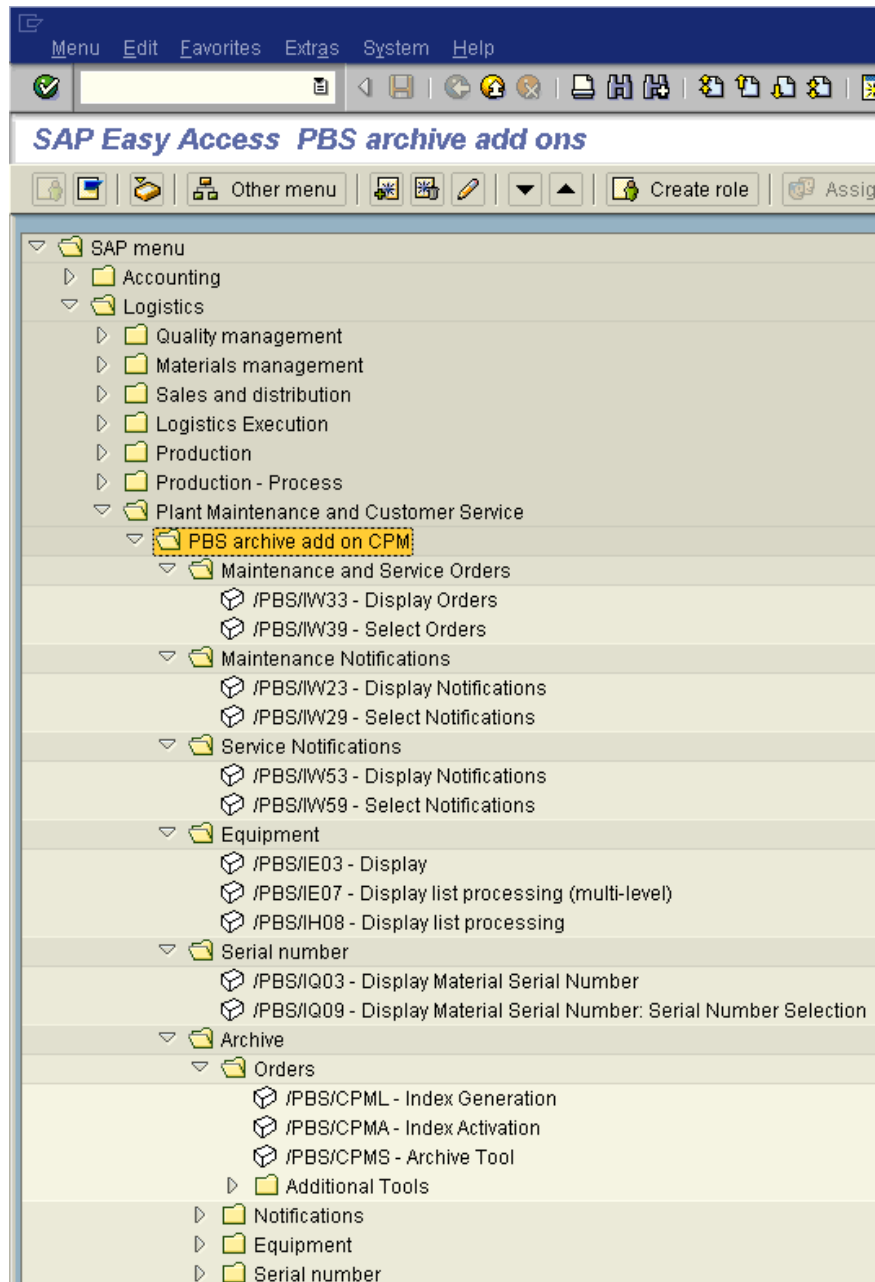 Menu Edit Favorites Extras System Help
SAP Easy Access PBS archive add ons
Other menu Create role Assig
SAP menu
Accounting
Logistics
Quality management
Materials management
Sales and distribution
Logistics Execution
Production
Production - Process
Plant Maintenance and Customer Service
PBS archive add on CPM
Maintenance and Service Orders
/PBS/IW33 - Display Orders
/PBS/IW39 - Select Orders
Maintenance Notifications
/PBS/IW23 - Display Notifications
/PBS/IW29 - Select Notifications
Service Notifications
/PBS/IW53 - Display Notifications
/PBS/IW59 - Select Notifications
Equipment
/PBS/IE03 - Display
/PBS/IE07 - Display list processing (multi-level)
/PBS/IH08 - Display list processing
Serial number
/PBS/IQ03 - Display Material Serial Number
/PBS/IQ09 - Display Material Serial Number: Serial Number Selection
Archive
Orders
/PBS/CPML - Index Generation
/PBS/CPMA - Index Activation
/PBS/CPMS - Archive Tool
Additional Tools
Notifications
Equipment
Serial number